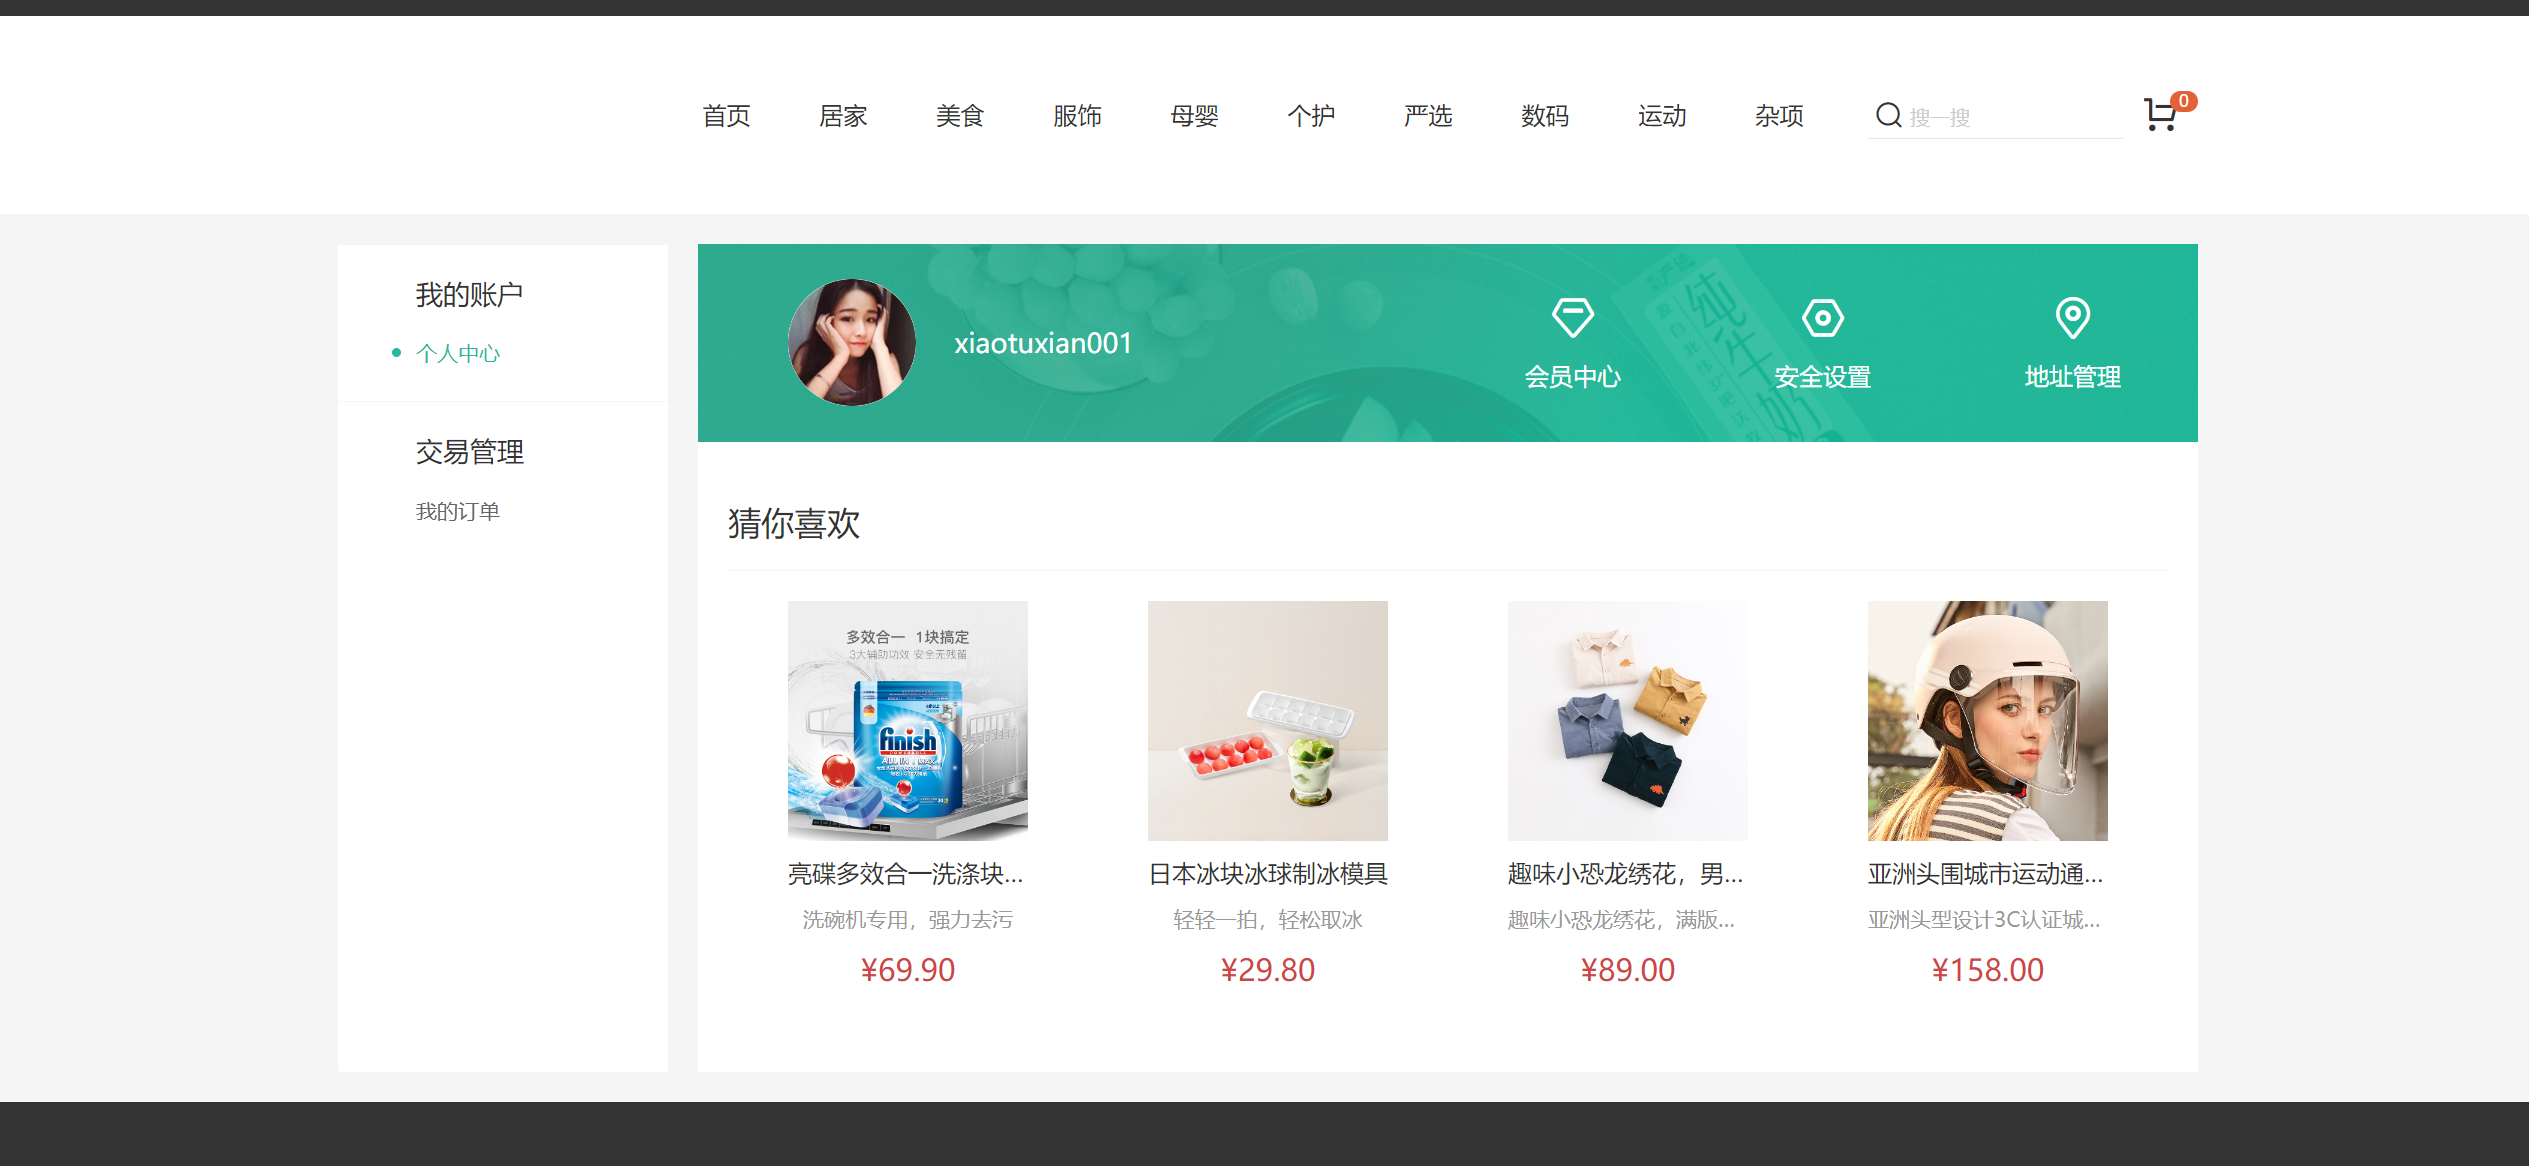 首页 居家 美食 服饰 母婴 个护 严选 数码 运动 杂项 搜一搜 0
我的账户
个人中心
交易管理
我的订单
xiaotuxian001
会员中心 安全设置 地址管理
纯牛奶
猜你喜欢
多效合一 1块搞定
3大辅助功效 安全无残留
finish
ALL IN 1 MAX
亮碟多效合一洗涤块... 日本冰块冰球制冰模具 趣味小恐龙绣花，男... 亚洲头围城市运动通...
洗碗机专用，强力去污 轻轻一拍，轻松取冰 趣味小恐龙绣花，满版... 亚洲头型设计3C认证城...
¥69.90 ¥29.80 ¥89.00 ¥158.00